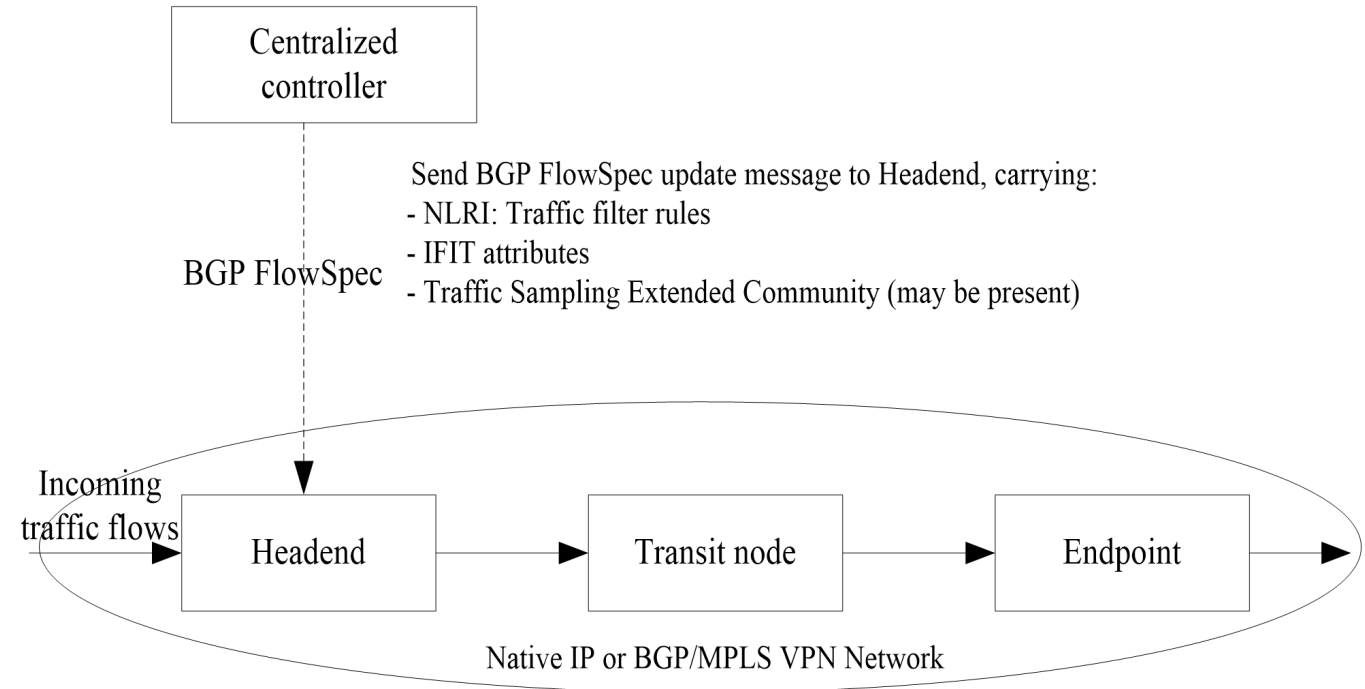 Centralized
controller
Send BGP FlowSpec update message to Headend, carrying:
- NLRI: Traffic filter rules
- IFIT attributes
- Traffic Sampling Extended Community (may be present)
BGP FlowSpec
Incoming
traffic flows
Headend
Transit node
Endpoint
Native IP or BGP/MPLS VPN Network